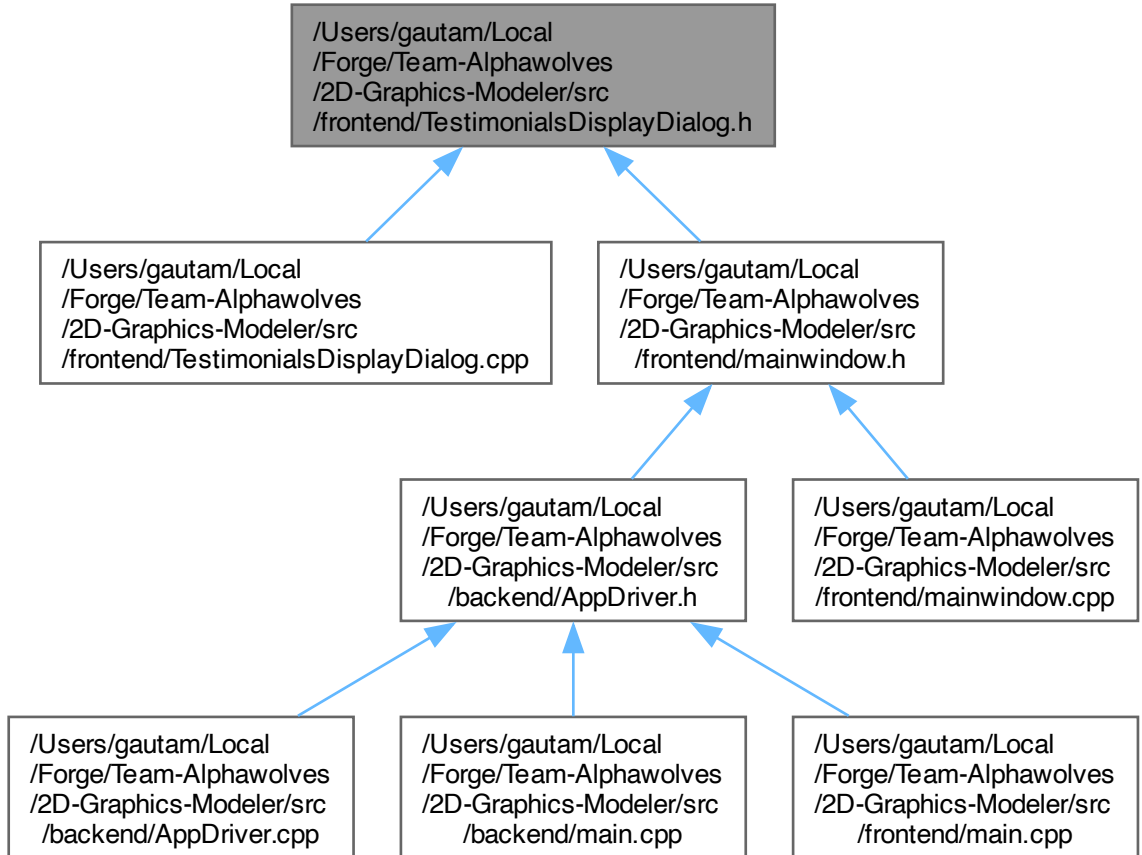 /Users/gautam/Local
/Forge/Team-Alphawolves
/2D-Graphics-Modeler/src
/frontend/TestimonialsDisplayDialog.h
/Users/gautam/Local
/Forge/Team-Alphawolves
/2D-Graphics-Modeler/src
/frontend/TestimonialsDisplayDialog.cpp
/Users/gautam/Local
/Forge/Team-Alphawolves
/2D-Graphics-Modeler/src
/frontend/mainwindow.h
/Users/gautam/Local
/Forge/Team-Alphawolves
/2D-Graphics-Modeler/src
/backend/AppDriver.h
/Users/gautam/Local
/Forge/Team-Alphawolves
/2D-Graphics-Modeler/src
/frontend/mainwindow.cpp
/Users/gautam/Local
/Forge/Team-Alphawolves
/2D-Graphics-Modeler/src
/backend/AppDriver.cpp
/Users/gautam/Local
/Forge/Team-Alphawolves
/2D-Graphics-Modeler/src
/backend/main.cpp
/Users/gautam/Local
/Forge/Team-Alphawolves
/2D-Graphics-Modeler/src
/frontend/main.cpp